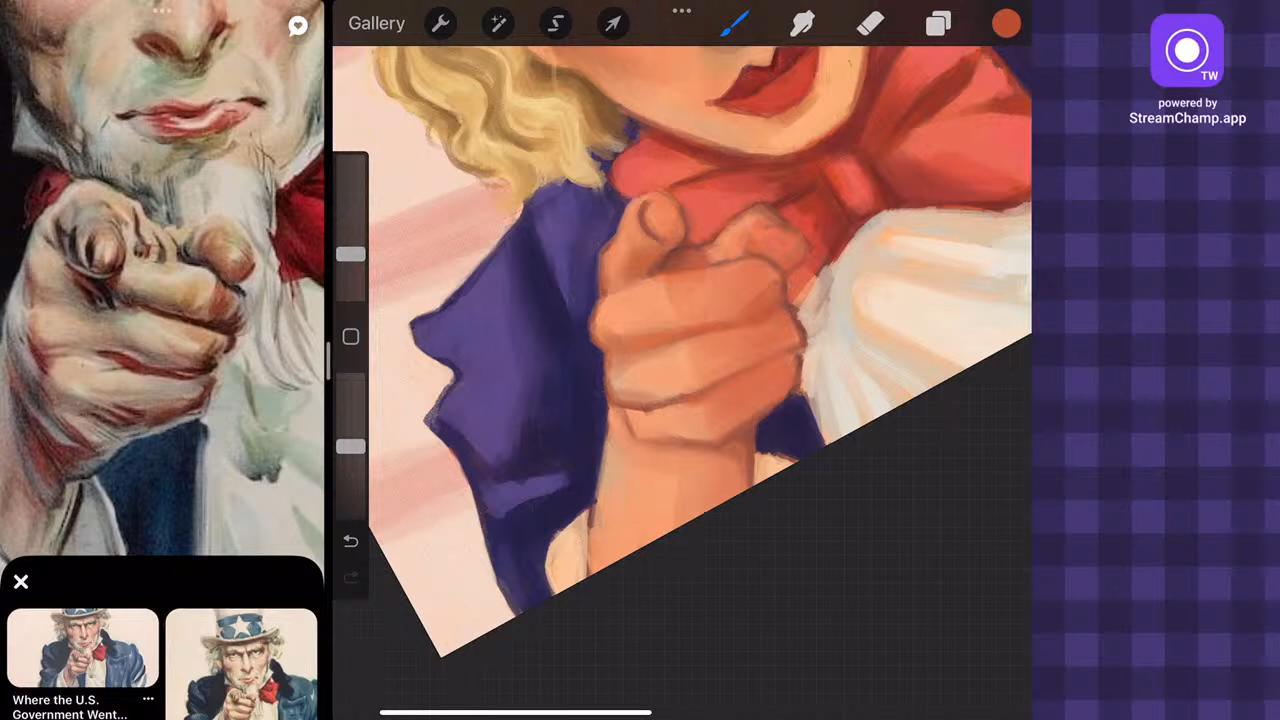 Gallery
TW
powered by
StreamChamp.app
Where the U.S.
Government Went...